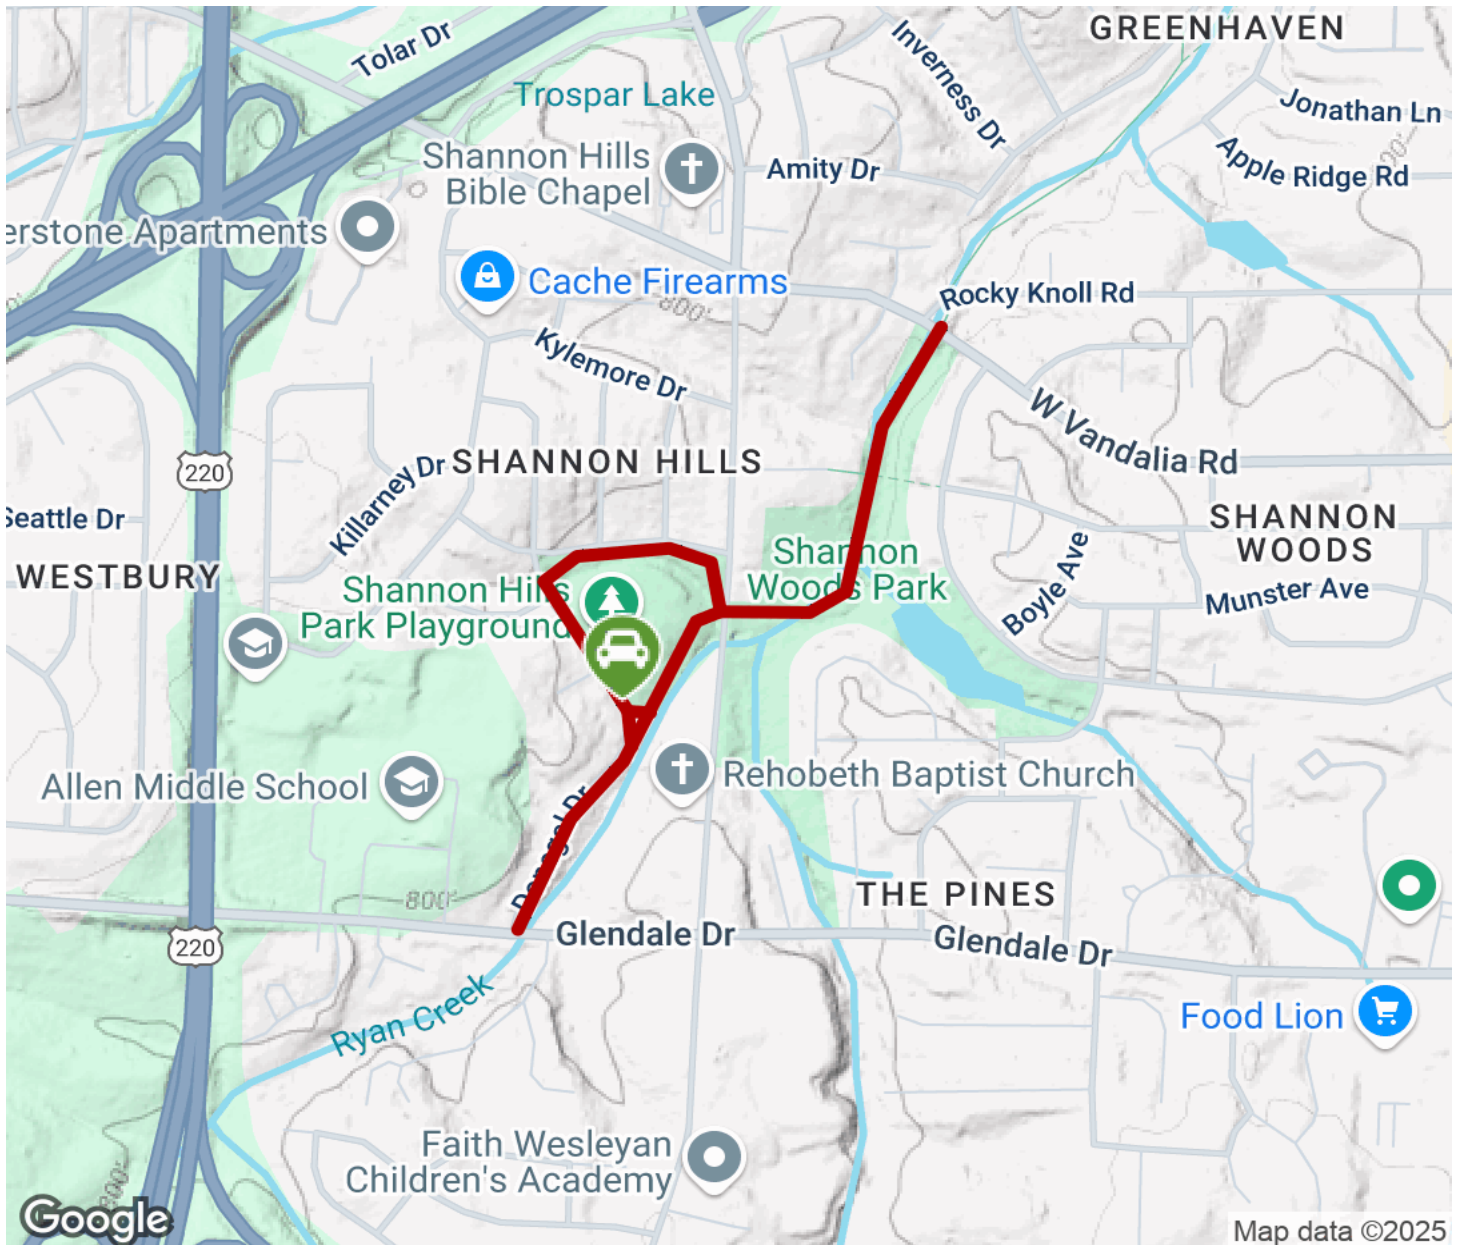 GREENHAVEN
Tolar Dr
Inverness Dr
Trospar Lake
Jonathan Ln
Shannon Hills
Bible Chapel
Amity Dr
Apple Ridge Rd
erstone Apartments
Cache Firearms
800'
Rocky Knoll Rd
Kylemore Dr
W Vandalia Rd
220
Killarney Dr
SHANNON HILLS
Seattle Dr
SHANNON
WOODS
Shannon
Woods Park
WESTBURY
Shannon Hills
Park Playground
Boyle Ave
Munster Ave
Allen Middle School
Rehobeth Baptist Church
Donegal Dr
800'
THE PINES
220
Glendale Dr
Glendale Dr
Ryan Creek
Food Lion
Faith Wesleyan
Children's Academy
800'
Google
Map data ©2025